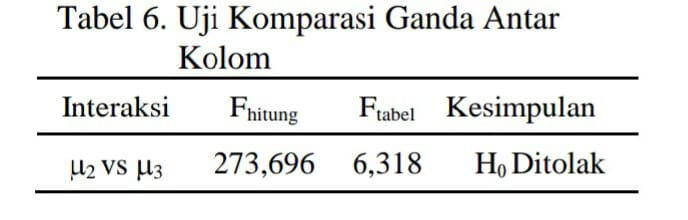 Tabel 6. Uji Komparasi Ganda Antar
Kolom
Interaksi F_hitung F_tabel Kesimpulan
μ₂ vs μ₃ 273,696 6,318 H₀ Ditolak